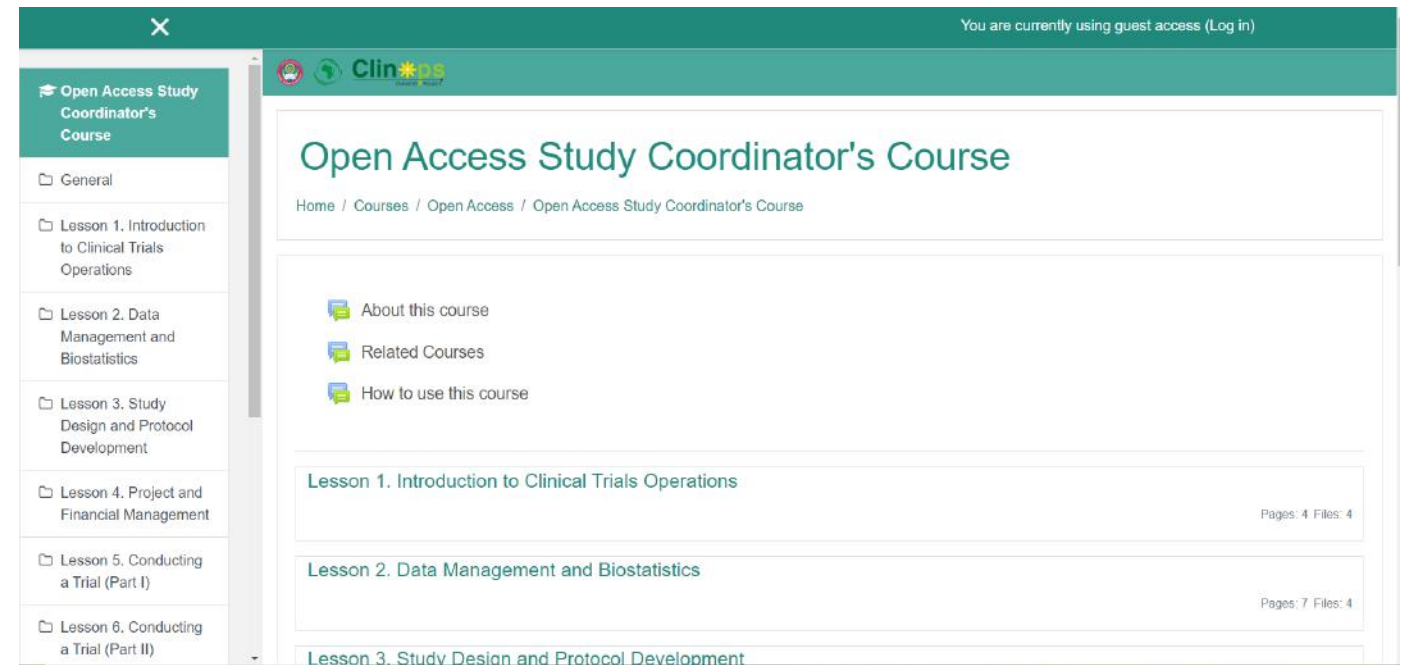 You are currently using guest access (Log in)
Open Access Study
Coordinator's
Course
General
Lesson 1. Introduction
to Clinical Trials
Operations
Lesson 2. Data
Management and
Biostatistics
Lesson 3. Study
Design and Protocol
Development
Lesson 4. Project and
Financial Management
Lesson 5. Conducting
a Trial (Part I)
Lesson 6. Conducting
a Trial (Part II)
Clinops
Open Access Study Coordinator's Course
Home / Courses / Open Access / Open Access Study Coordinator's Course
About this course
Related Courses
How to use this course
Lesson 1. Introduction to Clinical Trials Operations
Pages: 4 Files: 4
Lesson 2. Data Management and Biostatistics
Pages: 7 Files: 4
Lesson 3. Study Design and Protocol Development